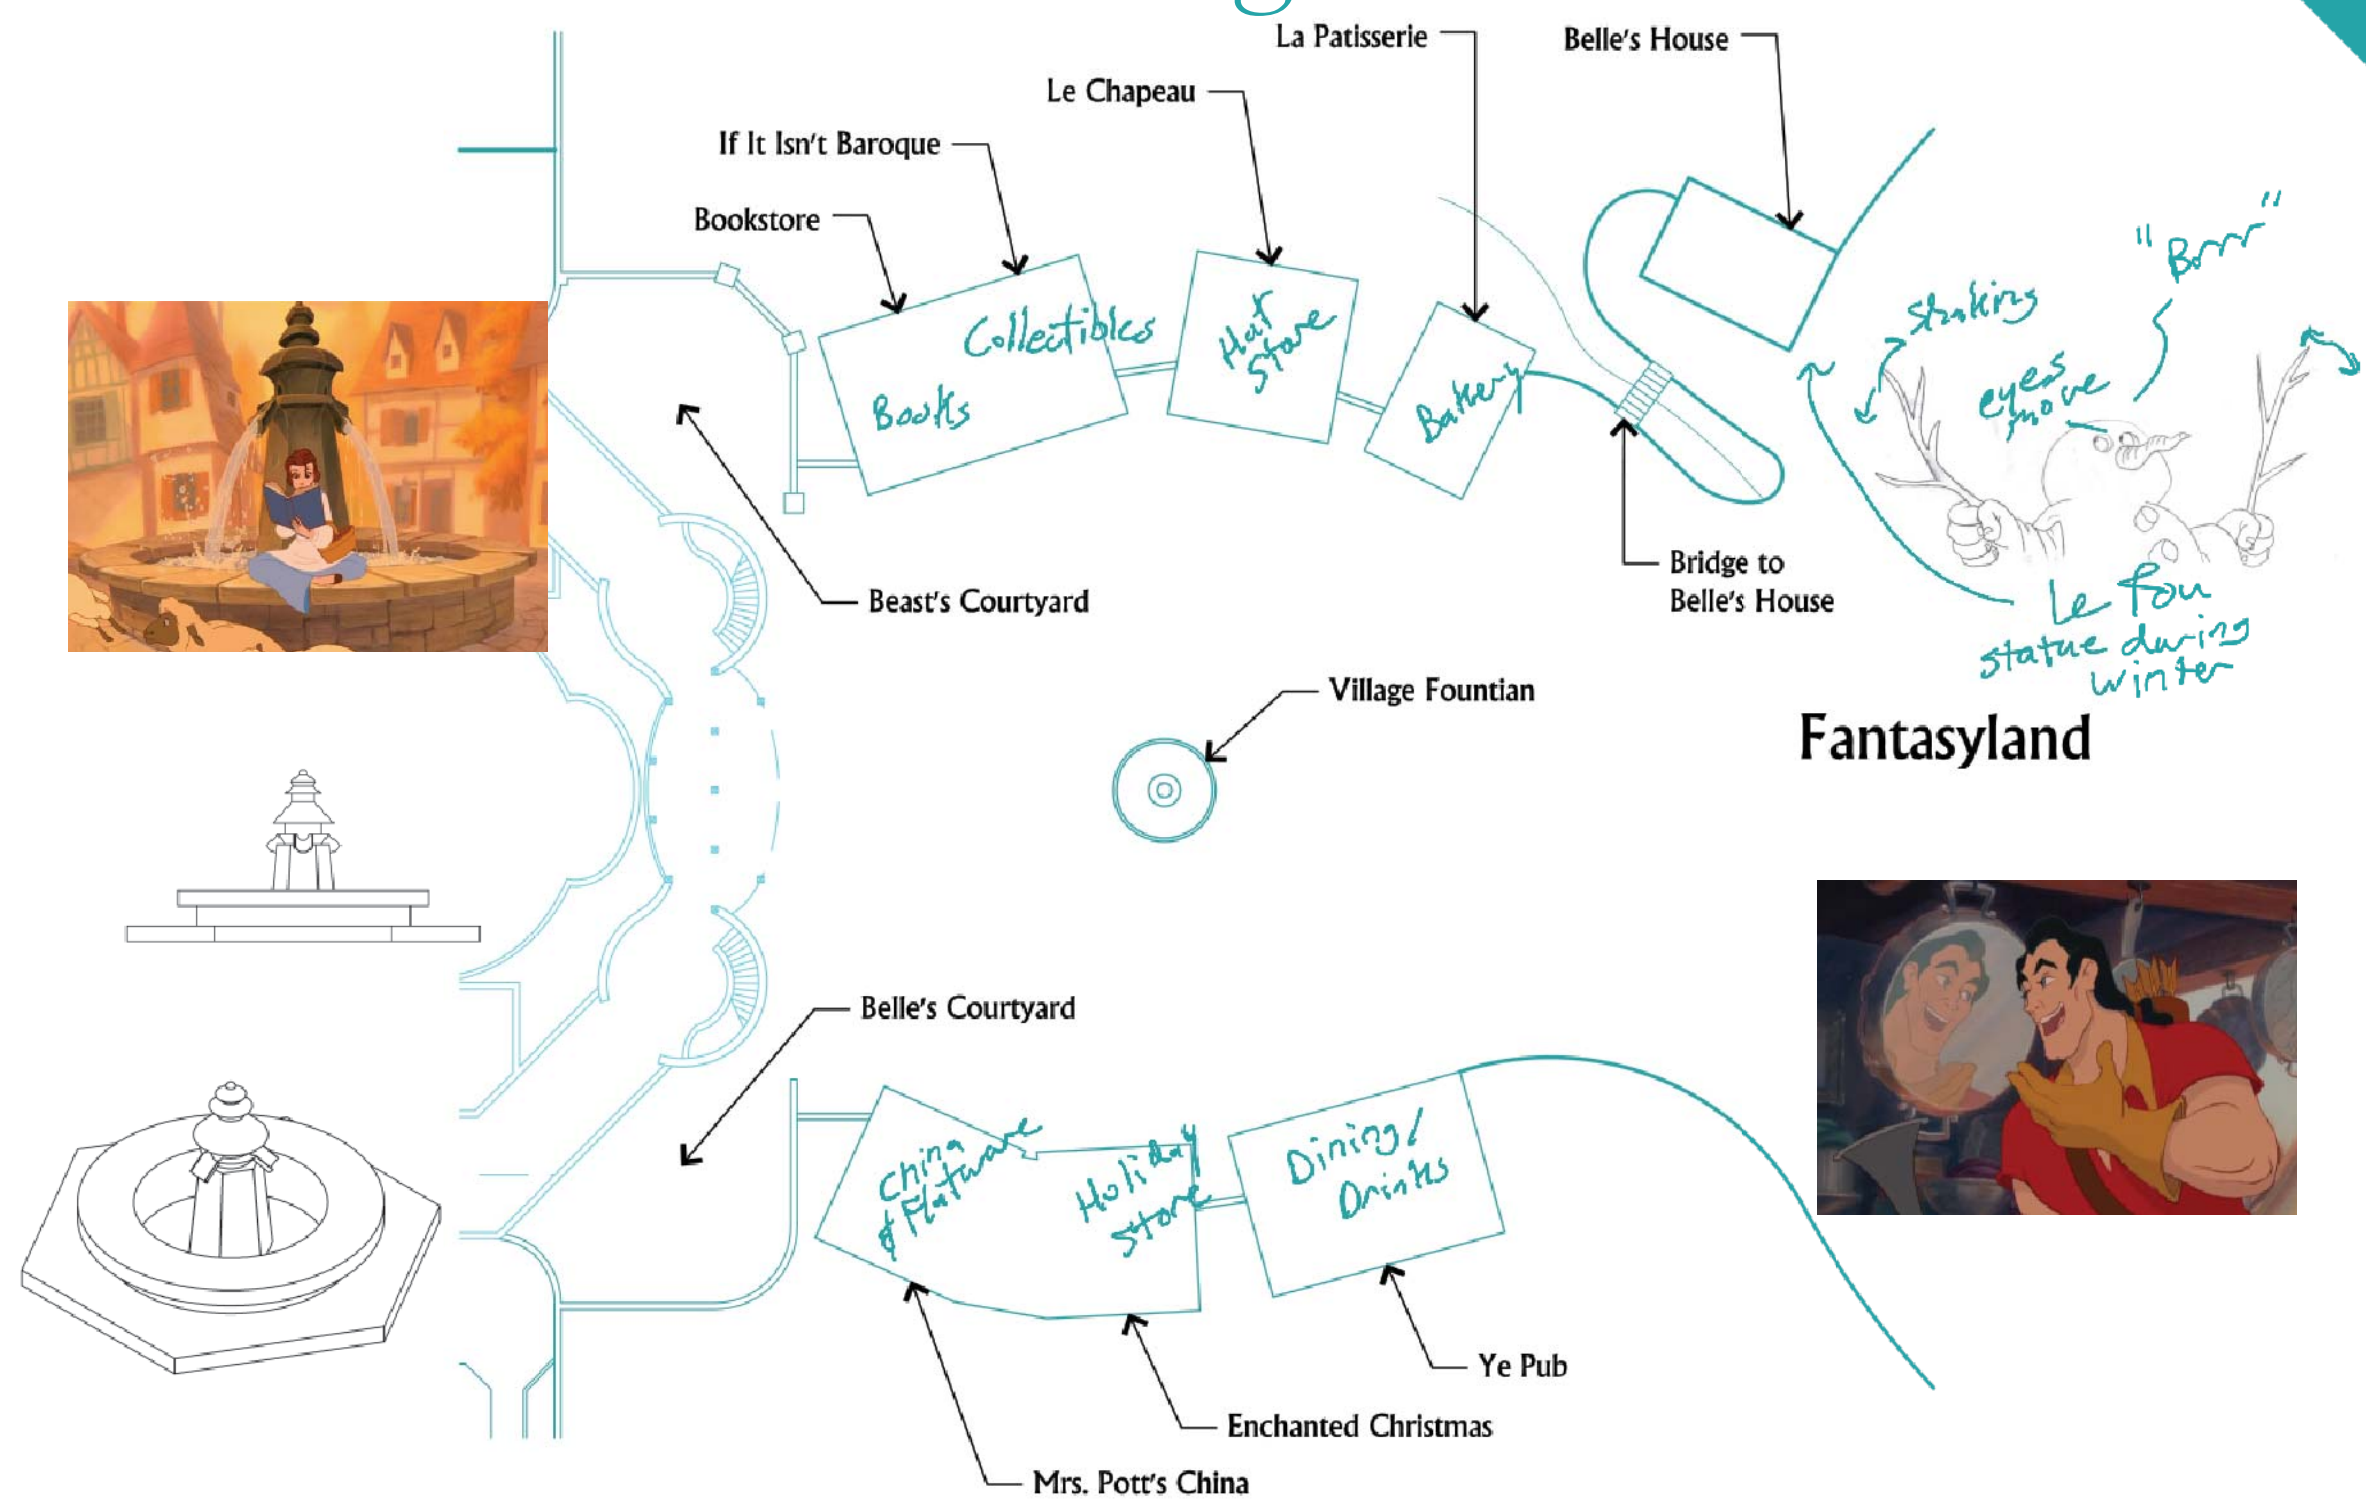 La Patisserie
Belle's House
Le Chapeau
If It Isn't Baroque
Bookstore
"Brrr"
shaking
eyes
move
Collectibles
Books
Hat
Store
Bakery
Beast's Courtyard
Bridge to
Belle's House
Le Fou
statue during
winter
Village Fountian
Fantasyland
Belle's Courtyard
China
& Flatware
Holiday
Store
Dining/
Drinks
Ye Pub
Enchanted Christmas
Mrs. Pott's China